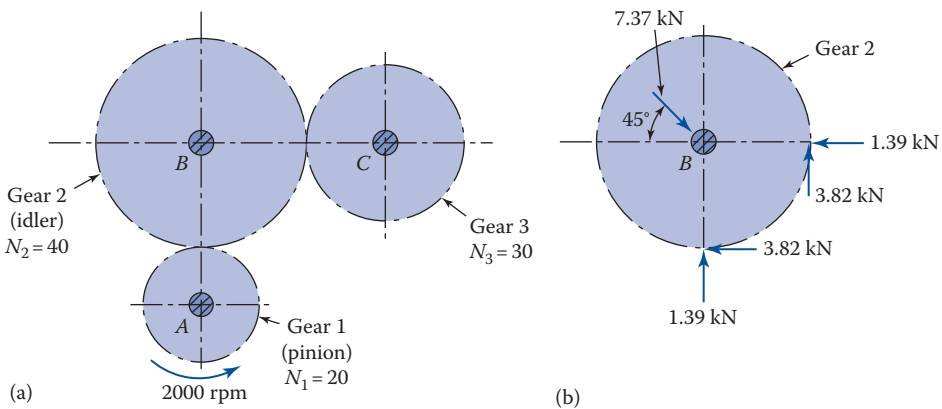 B
C
Gear 2
(idler)
N₂ = 40
Gear 3
N₃ = 30
A
Gear 1
(pinion)
N₁ = 20
2000 rpm
(a)
7.37 kN
Gear 2
45°
B
1.39 kN
3.82 kN
3.82 kN
1.39 kN
(b)